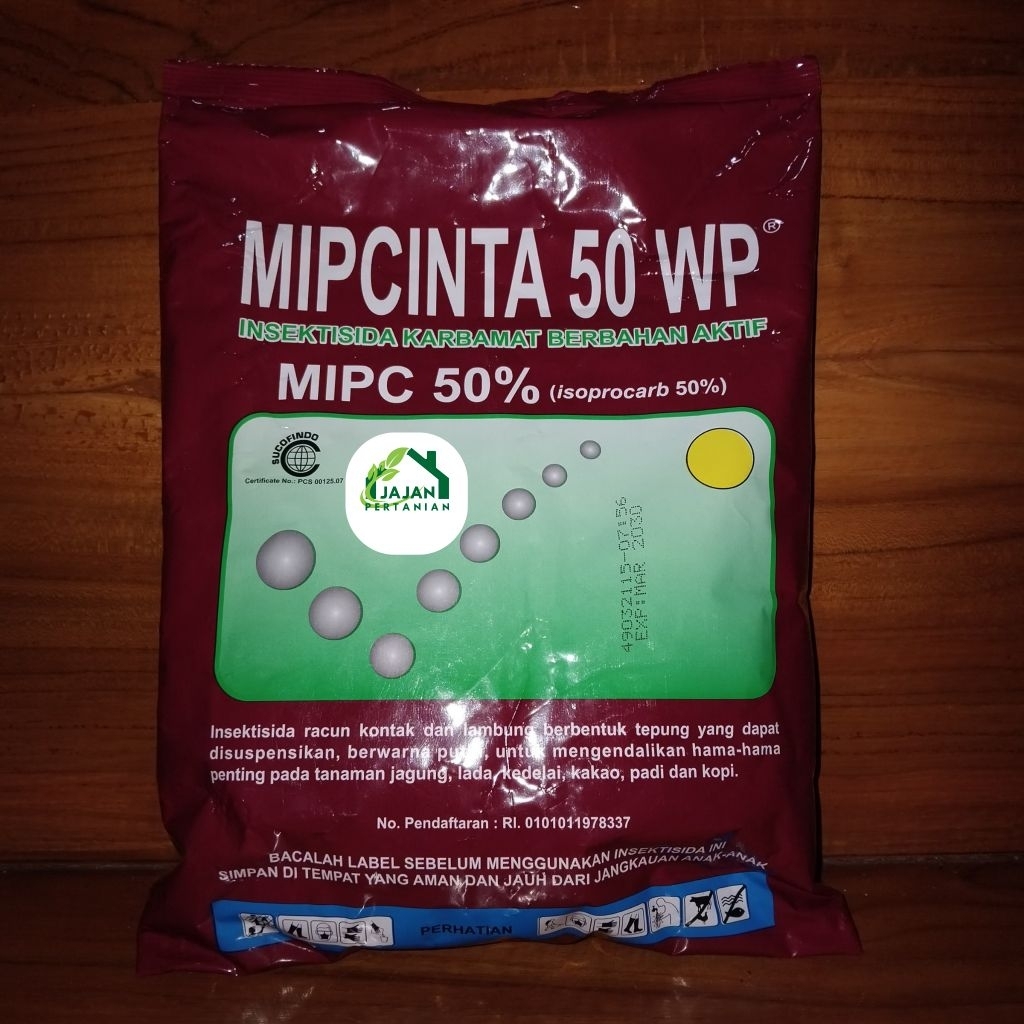 MIPCINTA 50 WP®
INSEKTISIDA KARBAMAT BERBAHAN AKTIF
MIPC 50% (isoprocarb 50%)
SUCOFINDO
Certificate No.: PCS 00125.07
JAJAN
PERTANIAN
49032115-07:56
EXP:MAR 2030
Insektisida racun kontak dan lambung berbentuk tepung yang dapat
disuspensikan, berwarna putih, untuk mengendalikan hama-hama
penting pada tanaman jagung, lada, kedelai, kakao, padi dan kopi.
No. Pendaftaran : RI. 0101011978337
BACALAH LABEL SEBELUM MENGGUNAKAN INSEKTISIDA INI
SIMPAN DI TEMPAT YANG AMAN DAN JAUH DARI JANGKAUAN ANAK-ANAK
PERHATIAN